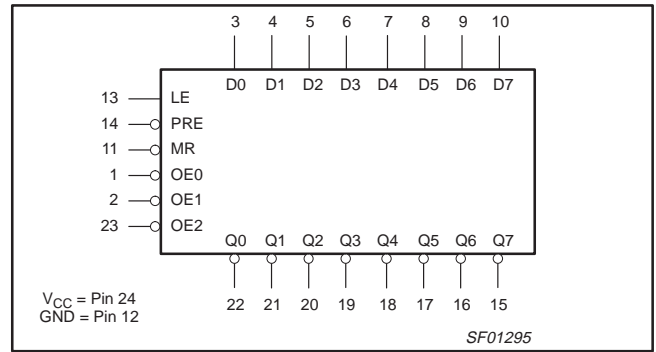 3 4 5 6 7 8 9 10
D0 D1 D2 D3 D4 D5 D6 D7
13 LE
14 PRE
11 MR
1 OE0
2 OE1
23 OE2
Q0 Q1 Q2 Q3 Q4 Q5 Q6 Q7
22 21 20 19 18 17 16 15
VCC = Pin 24
GND = Pin 12
SF01295